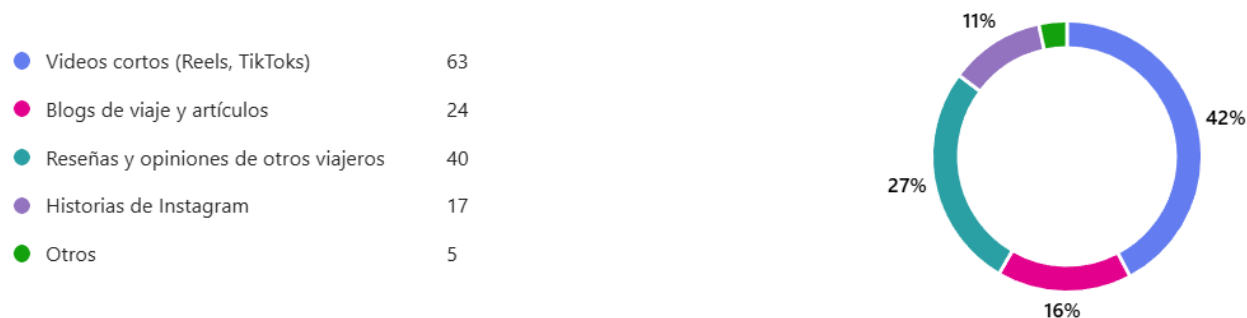 Videos cortos (Reels, TikToks) 63
Blogs de viaje y artículos 24
Reseñas y opiniones de otros viajeros 40
Historias de Instagram 17
Otros 5
11%
42%
27%
16%